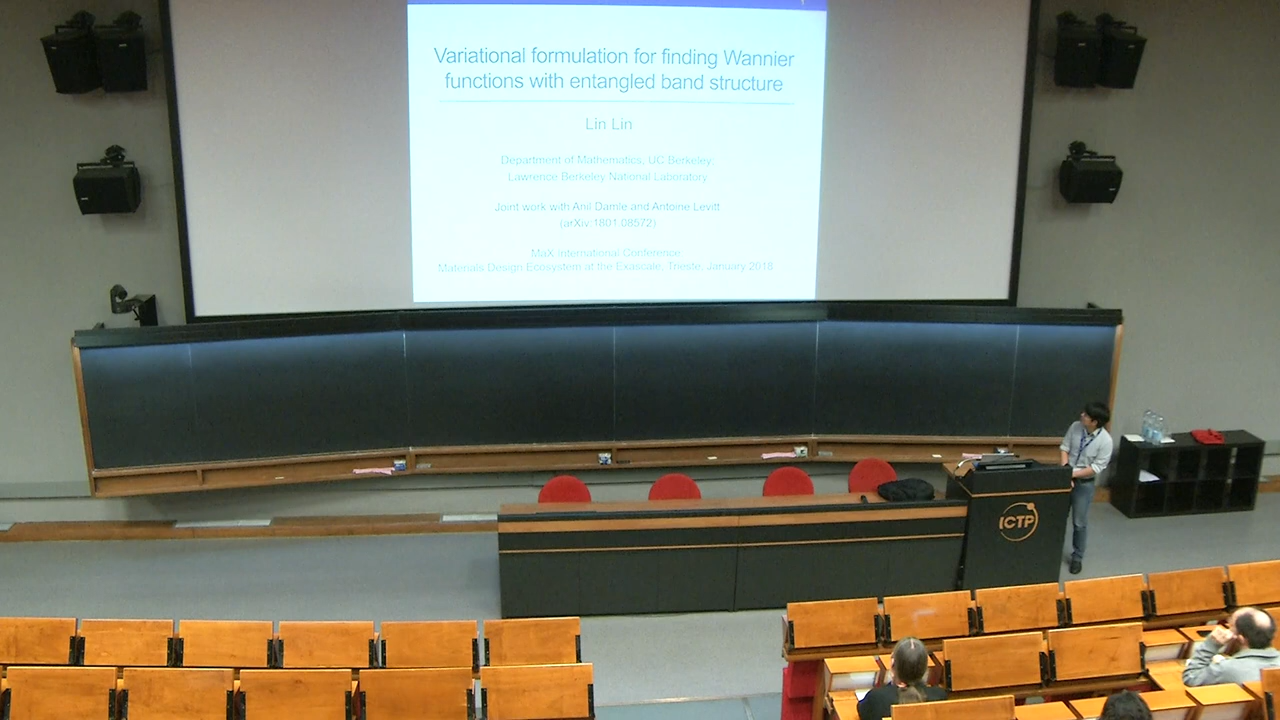 Variational formulation for finding Wannier
functions with entangled band structure
Lin Lin
Department of Mathematics, UC Berkeley;
Lawrence Berkeley National Laboratory
Joint work with Anil Damle and Antoine Levitt
(arXiv:1801.08572)
MaX International Conference
Materials Design Ecosystem at the Exascale, Trieste, January 2018
ICTP